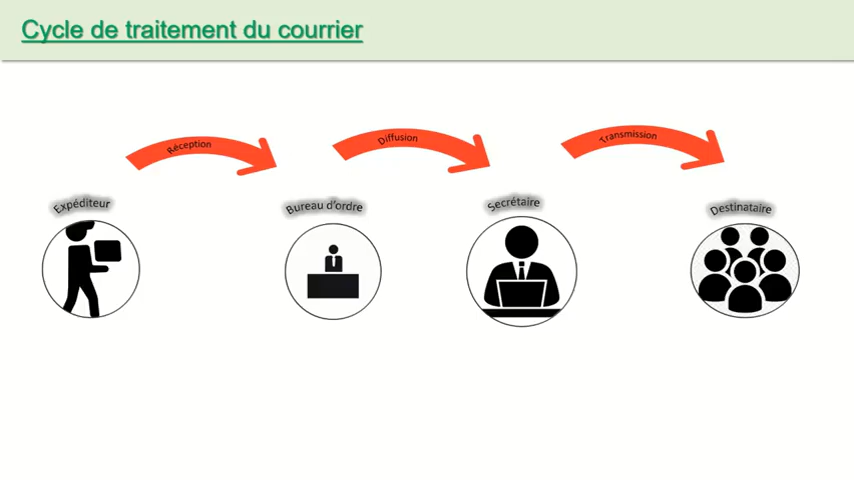 Cycle de traitement du courrier
Réception
Diffusion
Transmission
Expéditeur
Bureau d'ordre
Secrétaire
Destinataire